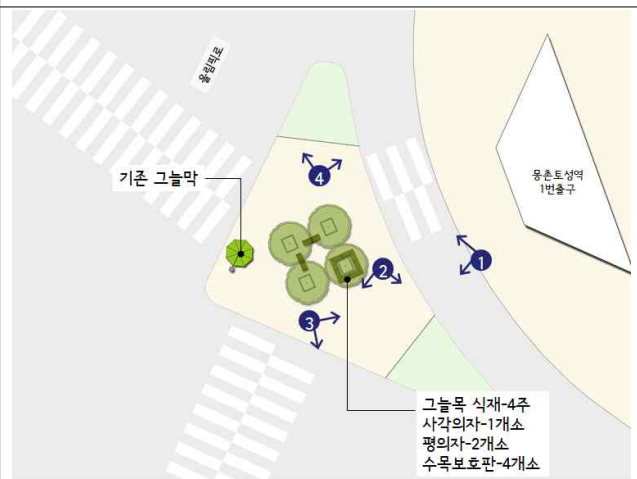 올림픽로
기존 그늘막
몽촌토성역
1번출구
4
1
2
3
그늘목 식재-4주
사각의자-1개소
평의자-2개소
수목보호판-4개소